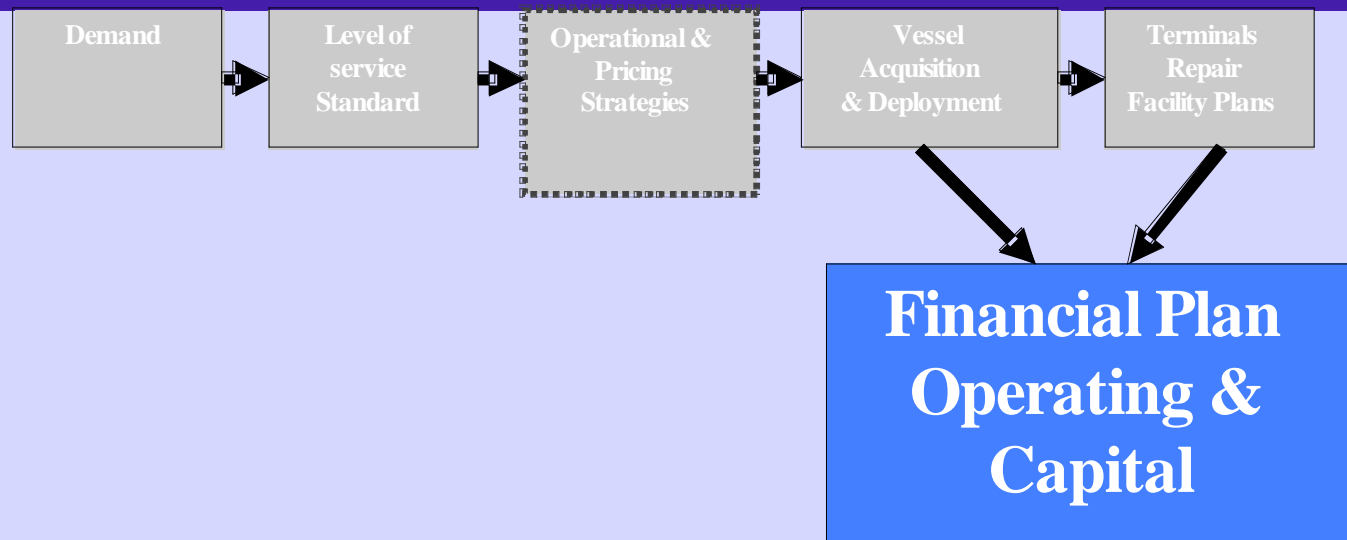 Demand
Level of
service
Standard
Operational &
Pricing
Strategies
Vessel
Acquisition
& Deployment
Terminals
Repair
Facility Plans
Financial Plan
Operating &
Capital